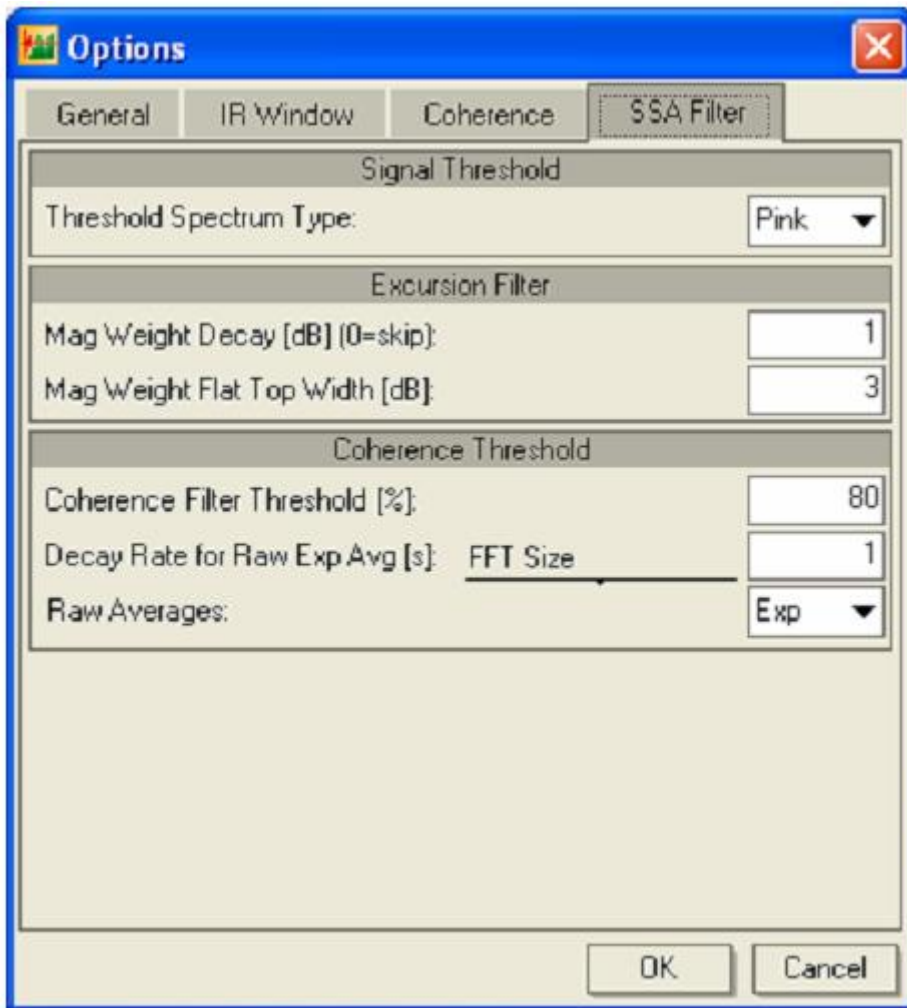 Options
General IR Window Coherence SSA Filter
Signal Threshold
Threshold Spectrum Type: Pink
Excursion Filter
Mag Weight Decay [dB] (0=skip): 1
Mag Weight Flat Top Width [dB]: 3
Coherence Threshold
Coherence Filter Threshold [%]: 80
Decay Rate for Raw Exp Avg [s]: FFT Size 1
Raw Averages: Exp
OK Cancel